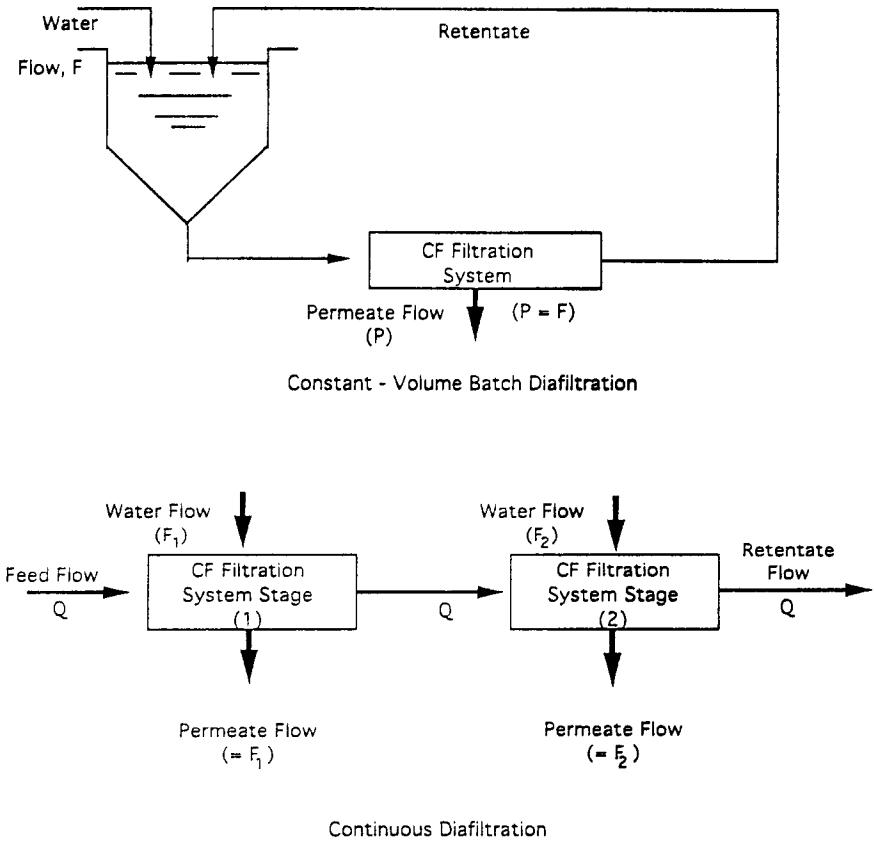 Water
Flow, F
Retentate
CF Filtration
System
Permeate Flow
(P)
(P = F)
Constant - Volume Batch Diafiltration
Water Flow
(F₁)
Water Flow
(F₂)
Feed Flow
Q
CF Filtration
System Stage
(1)
Q
CF Filtration
System Stage
(2)
Retentate
Flow
Q
Permeate Flow
(= F₁)
Permeate Flow
(= F₂)
Continuous Diafiltration